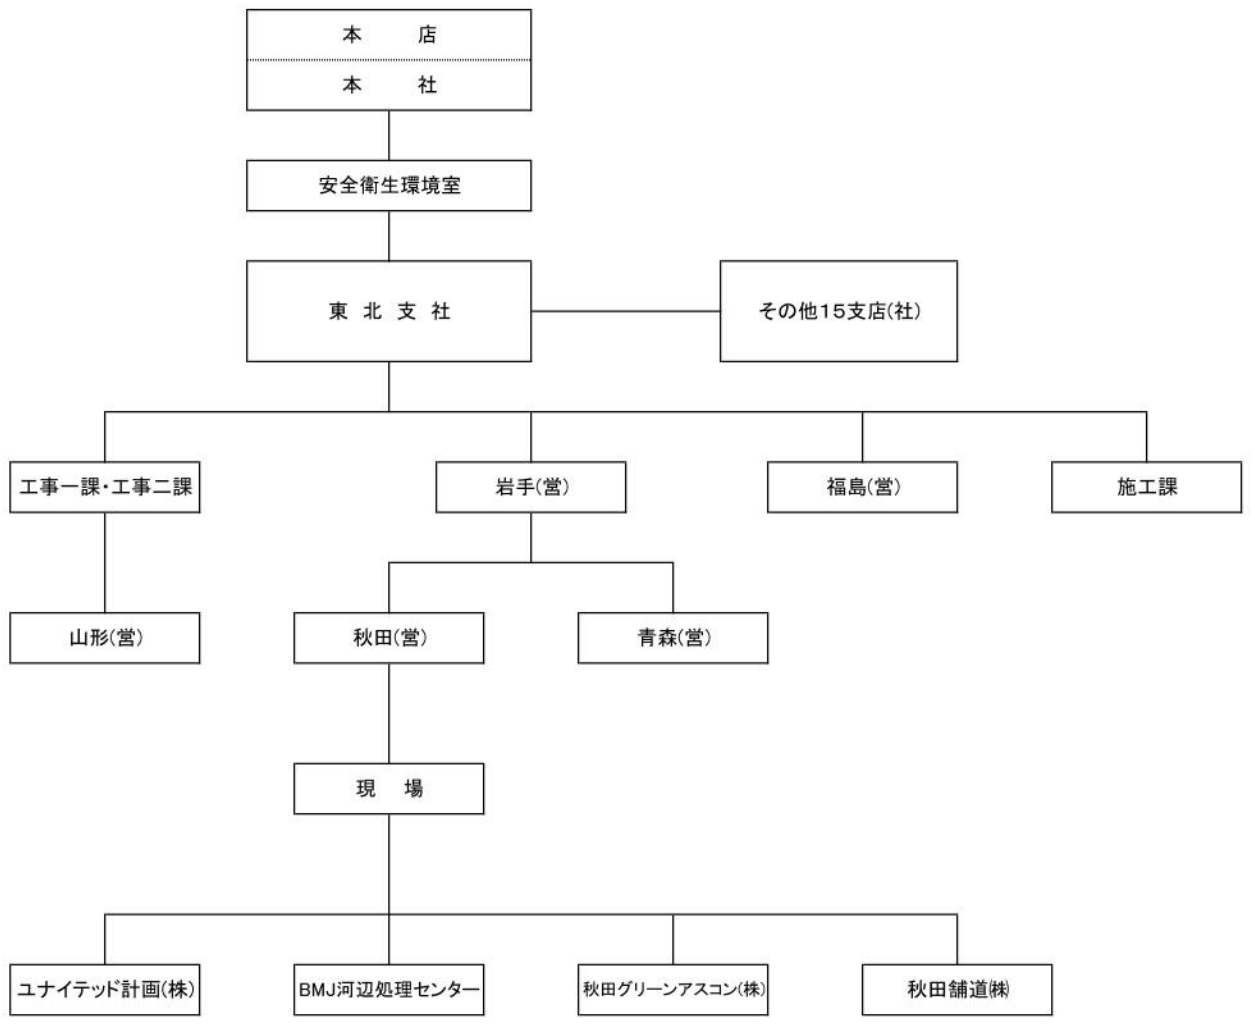 本 店
本 社
安全衛生環境室
東 北 支 社
その他15支店(社)
工事一課・工事二課
岩手(営)
福島(営)
施工課
山形(営)
秋田(営)
青森(営)
現 場
ユナイテッド計画(株)
BMJ河辺処理センター
秋田グリーンアスコン(株)
秋田舗道㈱